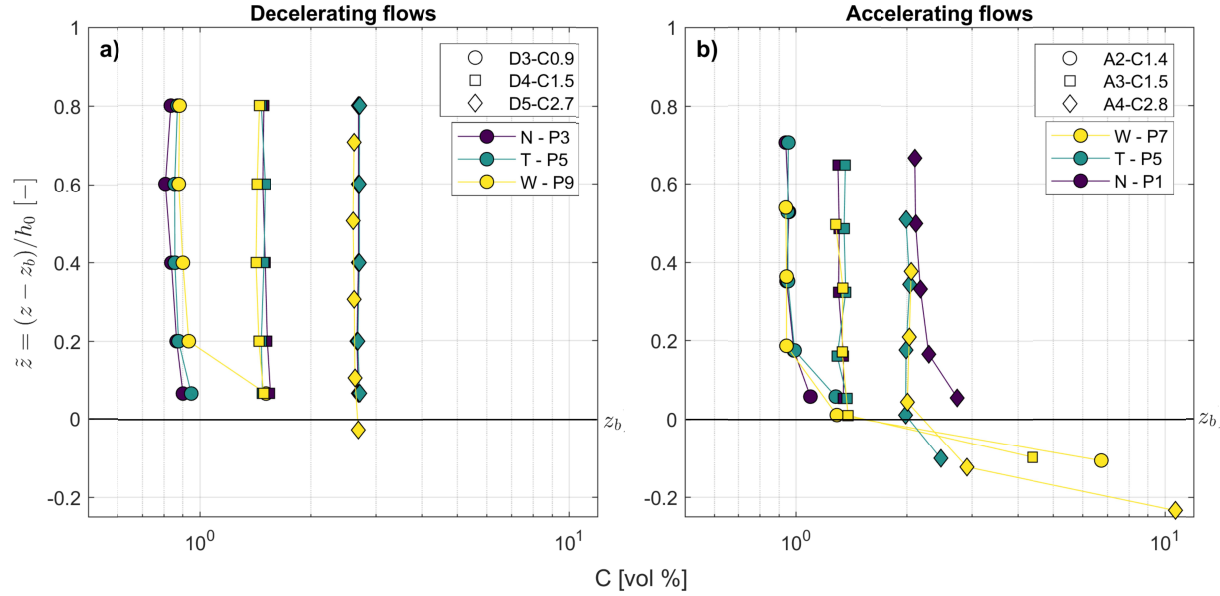 Decelerating flows
Accelerating flows
a)
D3-C0.9
D4-C1.5
D5-C2.7
N - P3
T - P5
W - P9
b)
A2-C1.4
A3-C1.5
A4-C2.8
W - P7
T - P5
N - P1
1
0.8
0.6
0.4
0.2
0
-0.2
z̃ = (z − z_b)/h_0 [−]
z_b
10^0
10^1
1
0.8
0.6
0.4
0.2
0
-0.2
z_b
10^0
10^1
C [vol %]